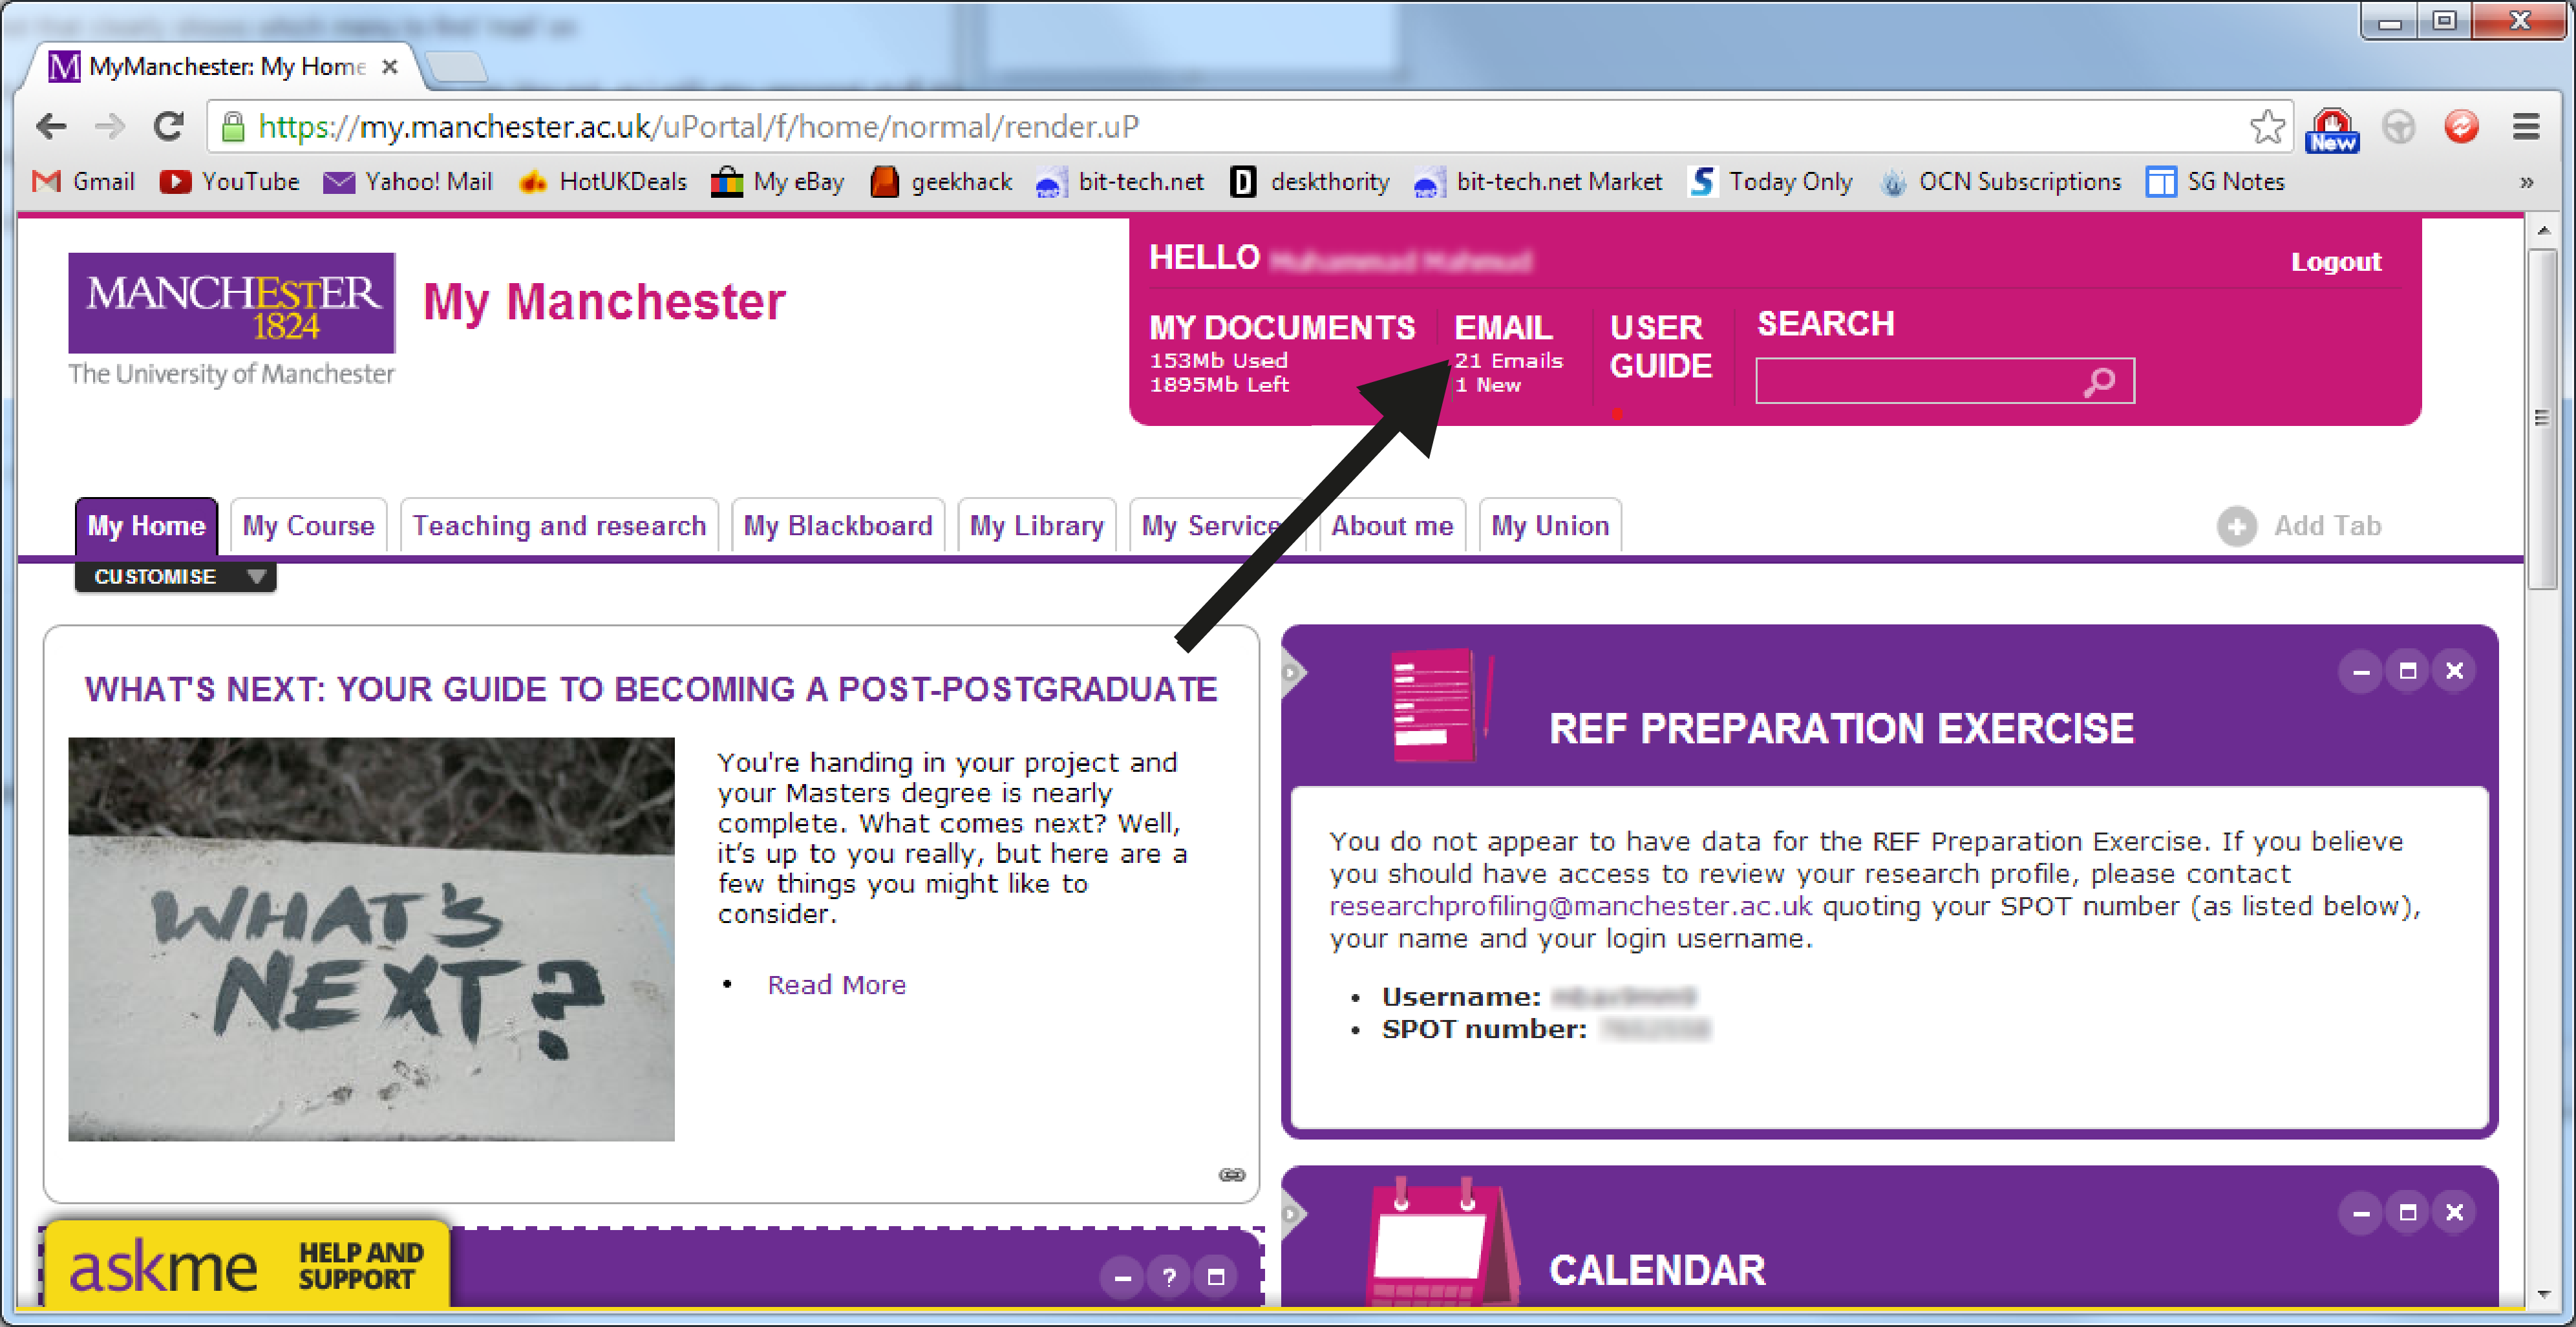 MyManchester: My Home
https://my.manchester.ac.uk/uPortal/f/home/normal/render.uP
New
Gmail YouTube Yahoo! Mail HotUKDeals My eBay geekhack bit-tech.net deskthority bit-tech.net Market Today Only OCN Subscriptions SG Notes
MANCHESTER
1824
The University of Manchester
My Manchester
HELLO
Logout
MY DOCUMENTS
153Mb Used
1895Mb Left
EMAIL
21 Emails
1 New
USER
GUIDE
SEARCH
My Home My Course Teaching and research My Blackboard My Library My Service About me My Union Add Tab
CUSTOMISE
WHAT'S NEXT: YOUR GUIDE TO BECOMING A POST-POSTGRADUATE
WHAT'S
NEXT?
You're handing in your project and
your Masters degree is nearly
complete. What comes next? Well,
it's up to you really, but here are a
few things you might like to
consider.
• Read More
REF PREPARATION EXERCISE
You do not appear to have data for the REF Preparation Exercise. If you believe
you should have access to review your research profile, please contact
researchprofiling@manchester.ac.uk quoting your SPOT number (as listed below),
your name and your login username.
• Username:
• SPOT number:
askme HELP AND
SUPPORT
CALENDAR